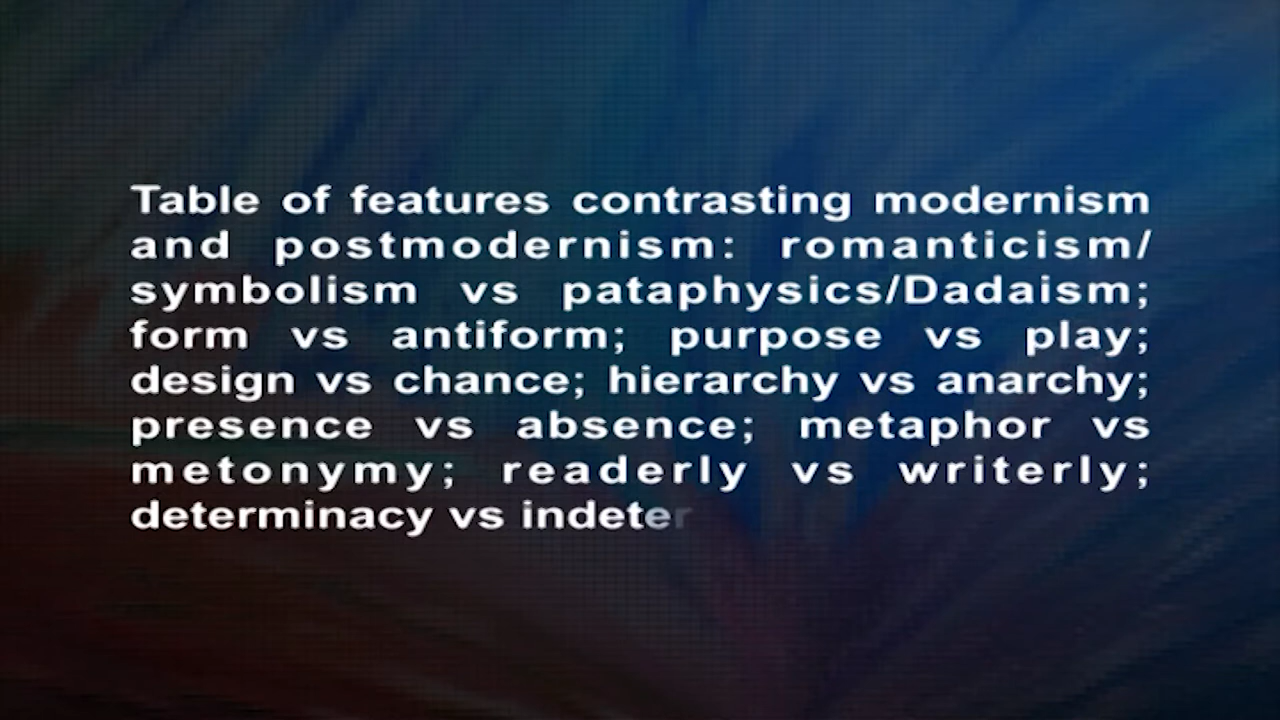 Table of features contrasting modernism
and postmodernism: romanticism/
symbolism vs pataphysics/Dadaism;
form vs antiform; purpose vs play;
design vs chance; hierarchy vs anarchy;
presence vs absence; metaphor vs
metonymy; readerly vs writerly;
determinacy vs indeter